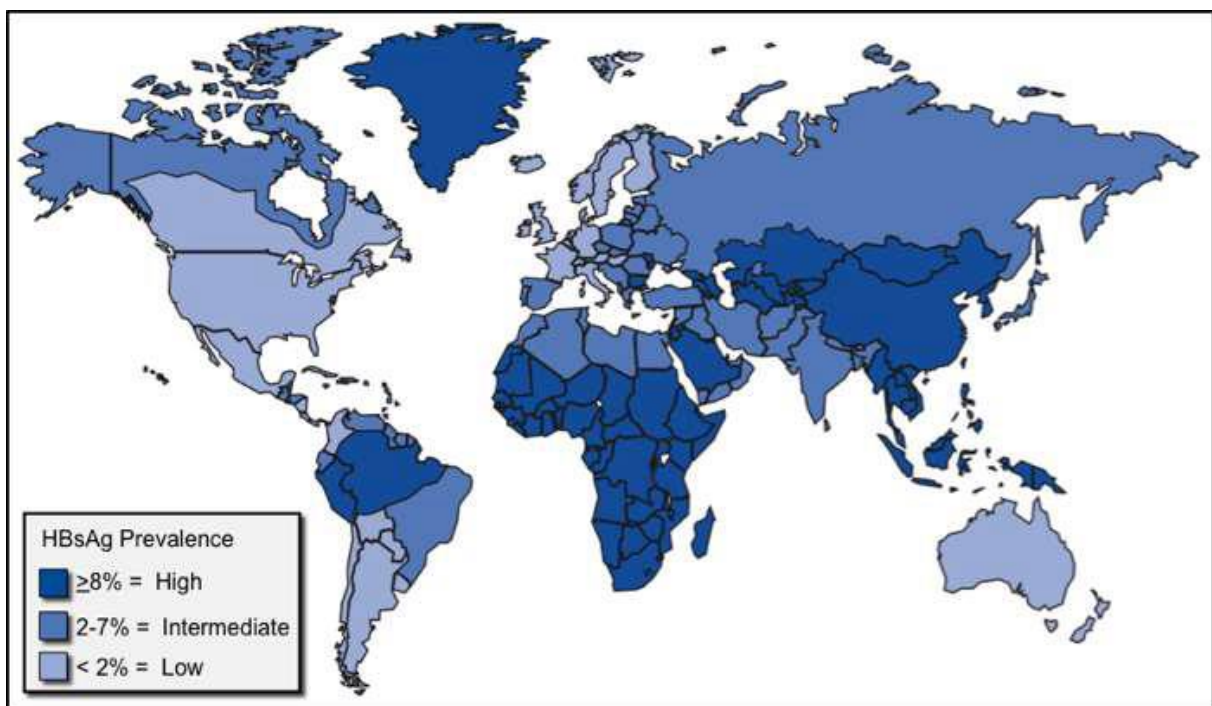 HBsAg Prevalence
≥8% = High
2-7% = Intermediate
< 2% = Low